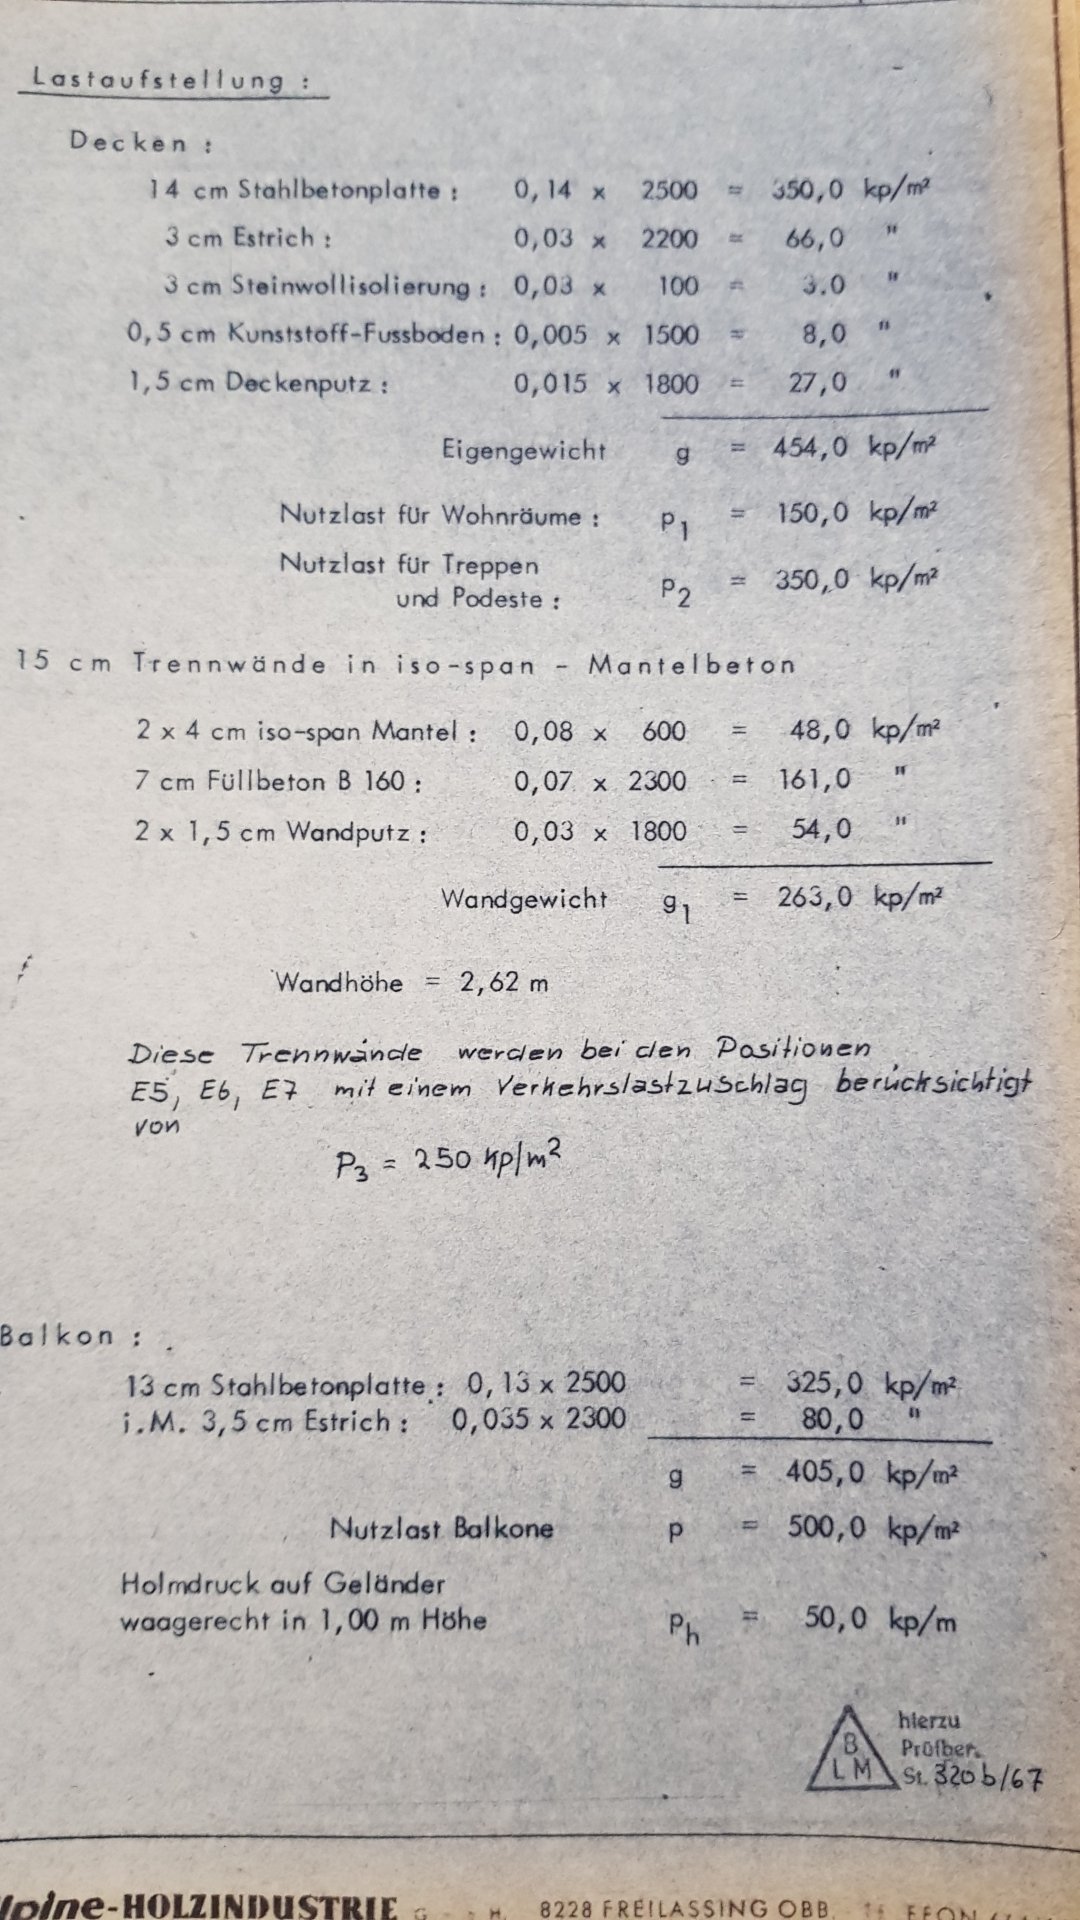 Lastaufstellung :
Decken :
14 cm Stahlbetonplatte : 0,14 x 2500 = 350,0 kp/m²
3 cm Estrich : 0,03 x 2200 = 66,0 "
3 cm Steinwollisolierung : 0,03 x 100 = 3.0 "
0,5 cm Kunststoff-Fussboden : 0,005 x 1500 = 8,0 "
1,5 cm Deckenputz : 0,015 x 1800 = 27,0 "
Eigengewicht g = 454,0 kp/m²
Nutzlast für Wohnräume : p1 = 150,0 kp/m²
Nutzlast für Treppen
und Podeste : p2 = 350,0 kp/m²
15 cm Trennwände in iso-span - Mantelbeton
2 x 4 cm iso-span Mantel : 0,08 x 600 = 48,0 kp/m²
7 cm Füllbeton B 160 : 0,07 x 2300 = 161,0 "
2 x 1,5 cm Wandputz : 0,03 x 1800 = 54,0 "
Wandgewicht g1 = 263,0 kp/m²
Wandhöhe = 2,62 m
Diese Trennwände werden bei den Positionen
E5, E6, E7 mit einem Verkehrslastzuschlag berücksichtigt
von
P3 = 250 kp/m²
Balkon :
13 cm Stahlbetonplatte : 0,13 x 2500 = 325,0 kp/m²
i.M. 3,5 cm Estrich : 0,035 x 2300 = 80,0 "
g = 405,0 kp/m²
Nutzlast Balkone p = 500,0 kp/m²
Holmdruck auf Geländer
waagerecht in 1,00 m Höhe ph = 50,0 kp/m
B
LM
hierzu
Prüfber.
St. 320 b/67
lpine-HOLZINDUSTRIE 8228 FREILASSING OBB.